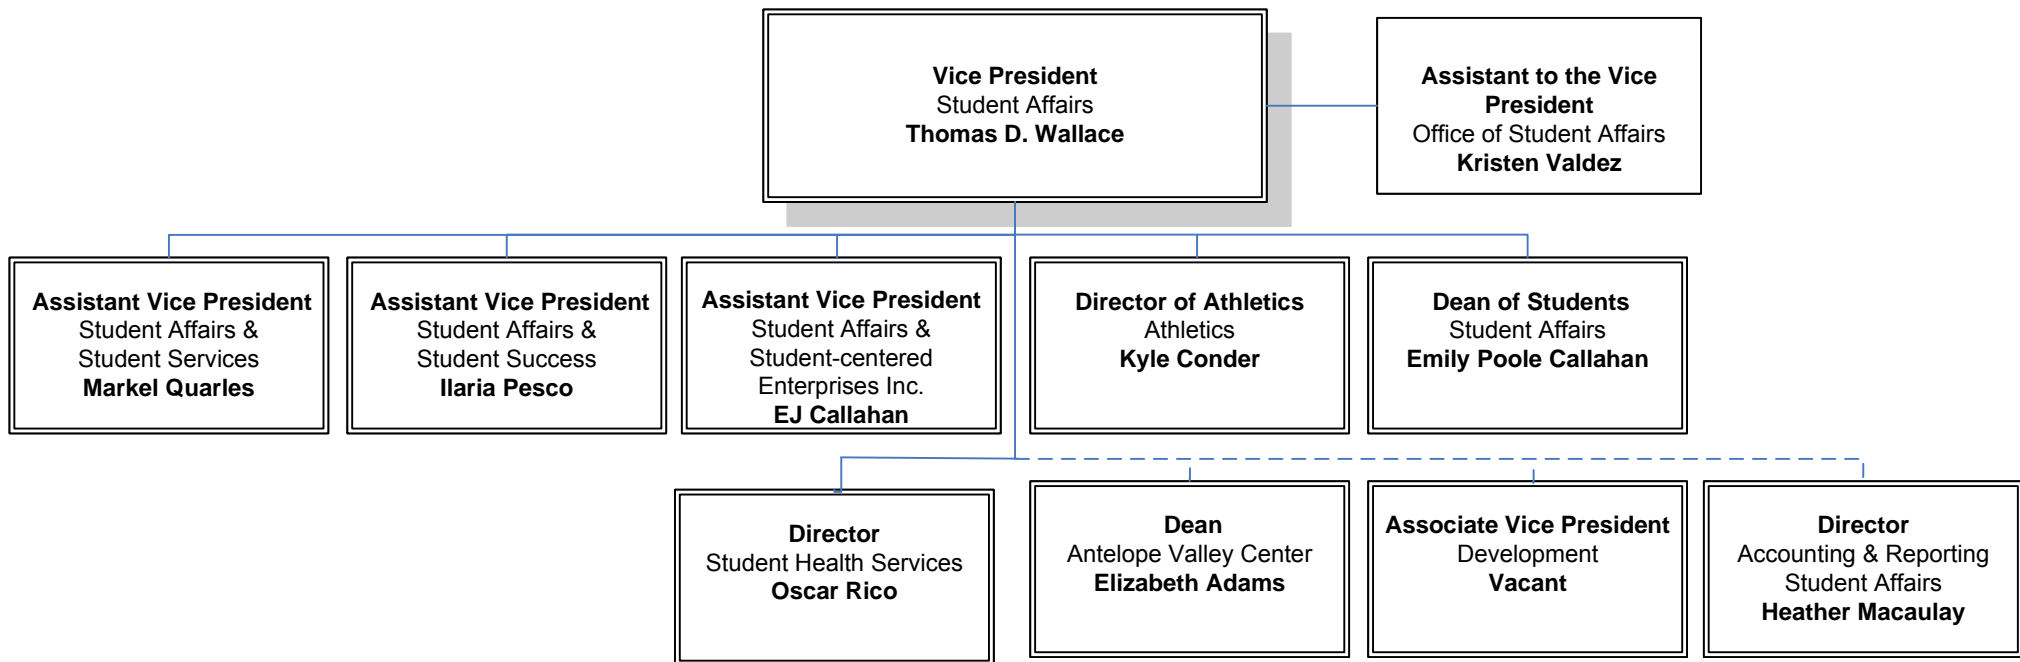 Vice President
Student Affairs
Thomas D. Wallace
Assistant to the Vice
President
Office of Student Affairs
Kristen Valdez
Assistant Vice President
Student Affairs &
Student Services
Markel Quarles
Assistant Vice President
Student Affairs &
Student Success
Ilaria Pesco
Assistant Vice President
Student Affairs &
Student-centered
Enterprises Inc.
EJ Callahan
Director of Athletics
Athletics
Kyle Conder
Dean of Students
Student Affairs
Emily Poole Callahan
Director
Student Health Services
Oscar Rico
Dean
Antelope Valley Center
Elizabeth Adams
Associate Vice President
Development
Vacant
Director
Accounting & Reporting
Student Affairs
Heather Macaulay